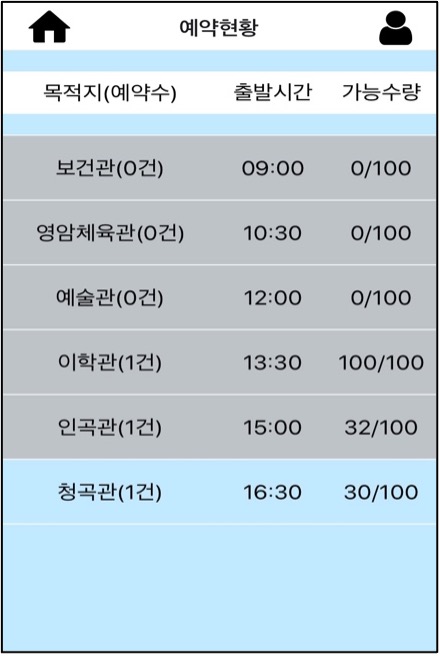 예약현황
목적지(예약수) 출발시간 가능수량
보건관(0건) 09:00 0/100
영암체육관(0건) 10:30 0/100
예술관(0건) 12:00 0/100
이학관(1건) 13:30 100/100
인곡관(1건) 15:00 32/100
청곡관(1건) 16:30 30/100